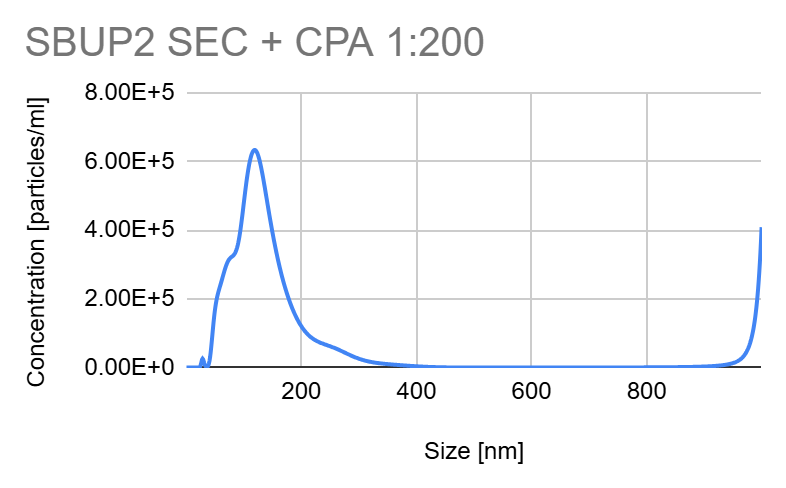 SBUP2 SEC + CPA 1:200
Concentration [particles/ml]
8.00E+5
6.00E+5
4.00E+5
2.00E+5
0.00E+0
200 400 600 800
Size [nm]